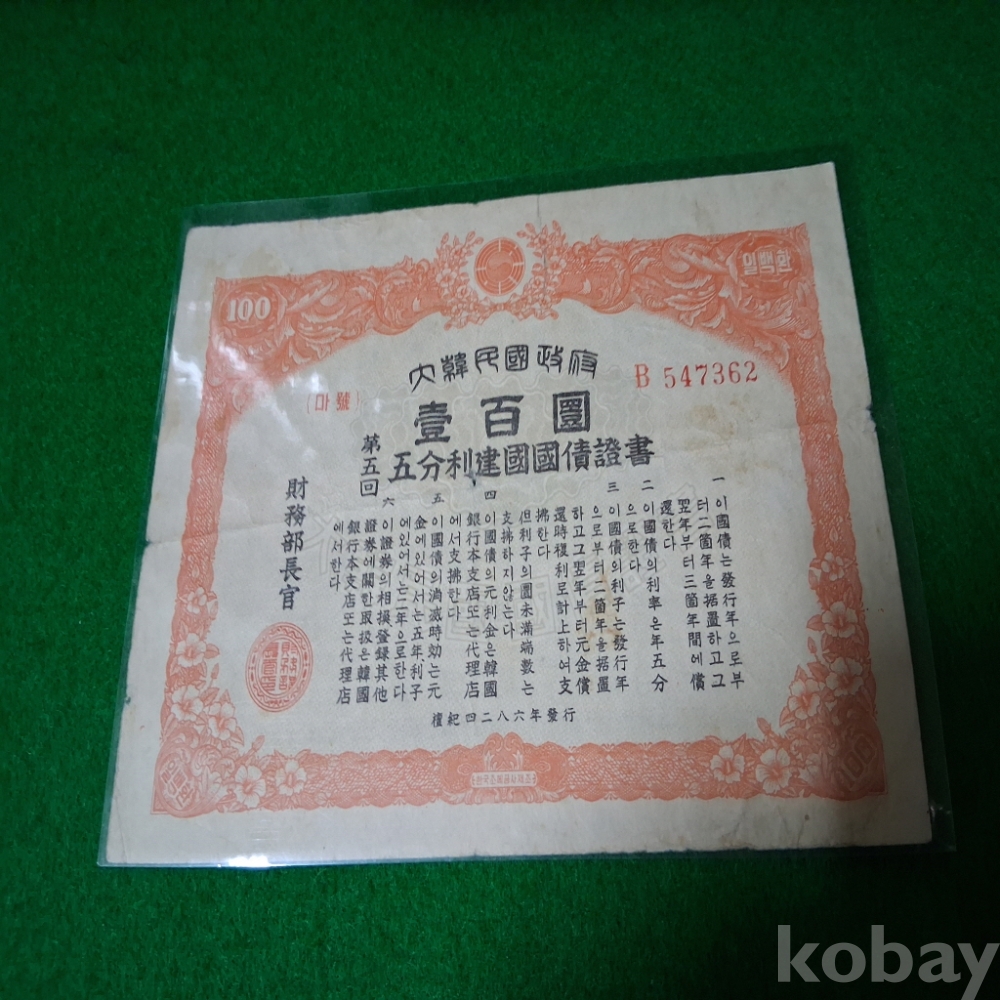 100
일백환
大韓民國政府
B 547362
(마號)
壹百圜
第五回
五分利建國國債證書
一 이國債는發行年으로부
터二箇年을据置하고그
翌年부터三箇年間에償
還한다
二 이國債의利率은年五分
으로한다
三 이國債의利子는發行年
으로부터二箇年을据置
하고그翌年부터元金償
還時複利로計上하여支
拂한다
但利子의圜未滿端數는
支拂하지않는다
四 이國債의元利金은韓國
銀行本支店또는代理店
에서支拂한다
五 이國債의消滅時効는元
金에있어서는五年、利子
에있어서는二年으로한다
六 이證券의相換登錄其他
證券에關한取扱은韓國
銀行本支店또는代理店
에서한다
財務部長官
檀紀四二八六年發行
일백환
100
kobay